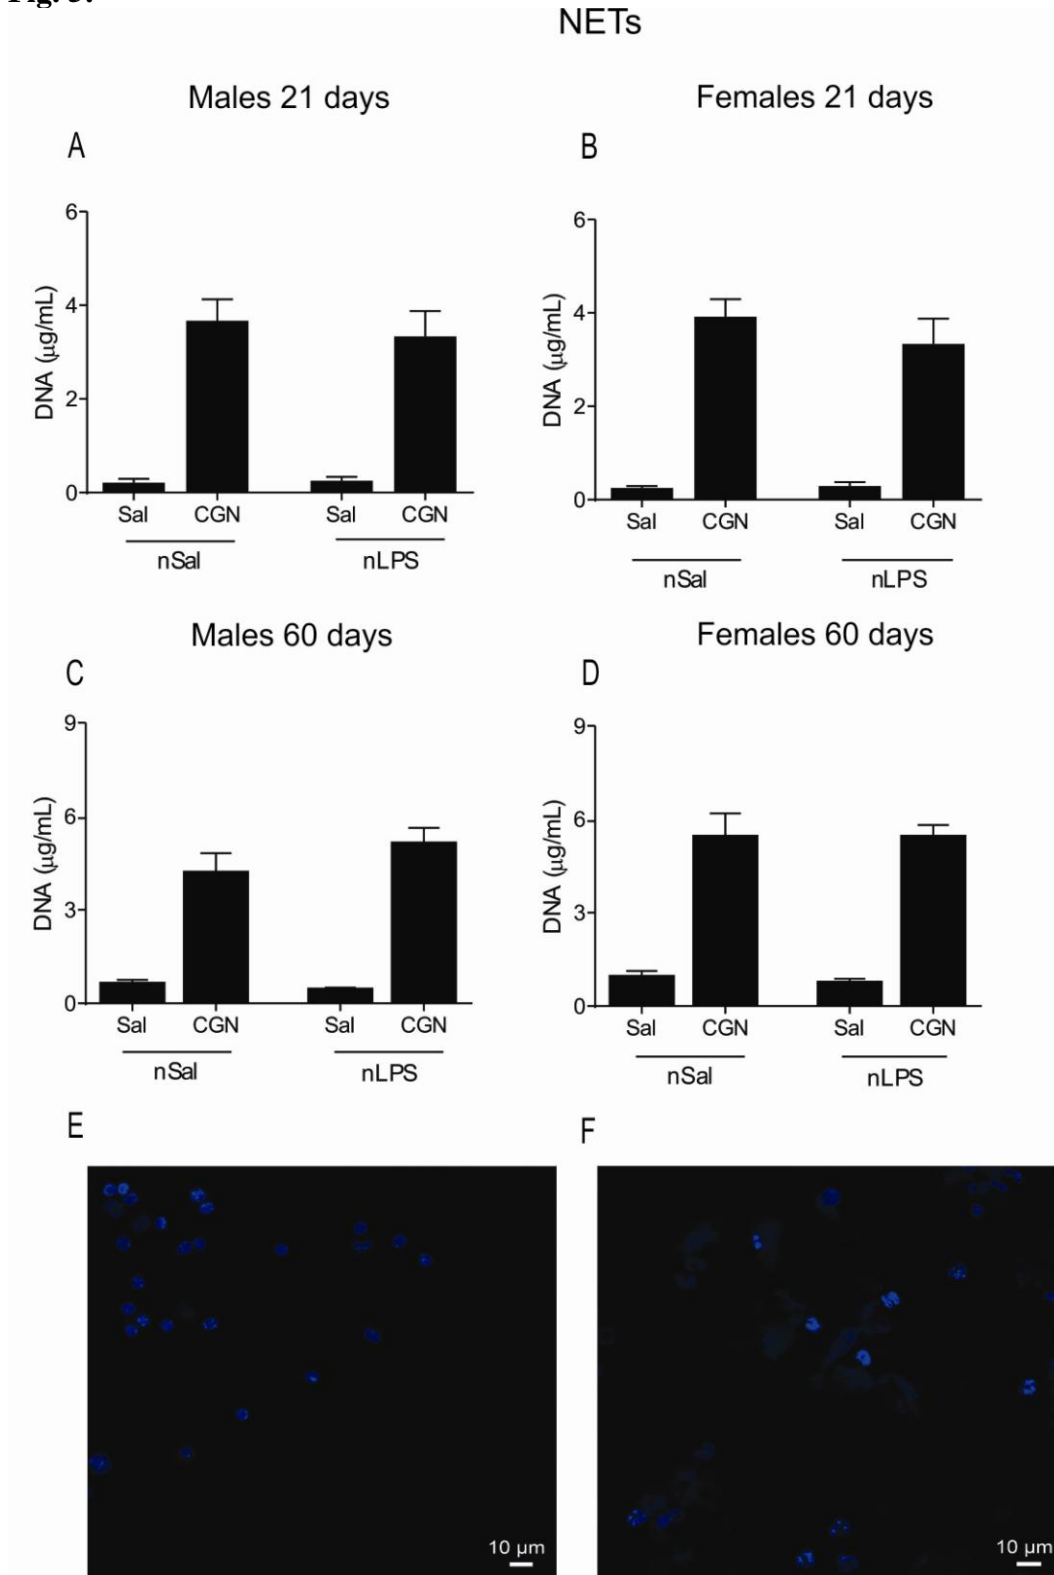 Fig. 3.
NETs
Males 21 days
Females 21 days
A
B
6
4
2
0
DNA (μg/mL)
Sal CGN Sal CGN
nSal nLPS
6
4
2
0
DNA (μg/mL)
Sal CGN Sal CGN
nSal nLPS
Males 60 days
Females 60 days
C
D
9
6
3
0
DNA (μg/mL)
Sal CGN Sal CGN
nSal nLPS
9
6
3
0
DNA (μg/mL)
Sal CGN Sal CGN
nSal nLPS
E
F
10 μm
10 μm